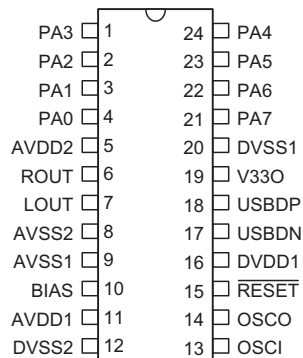 PA3 1 24 PA4
PA2 2 23 PA5
PA1 3 22 PA6
PA0 4 21 PA7
AVDD2 5 20 DVSS1
ROUT 6 19 V33O
LOUT 7 18 USBDP
AVSS2 8 17 USBDN
AVSS1 9 16 DVDD1
BIAS 10 15 RESET
AVDD1 11 14 OSCO
DVSS2 12 13 OSCI